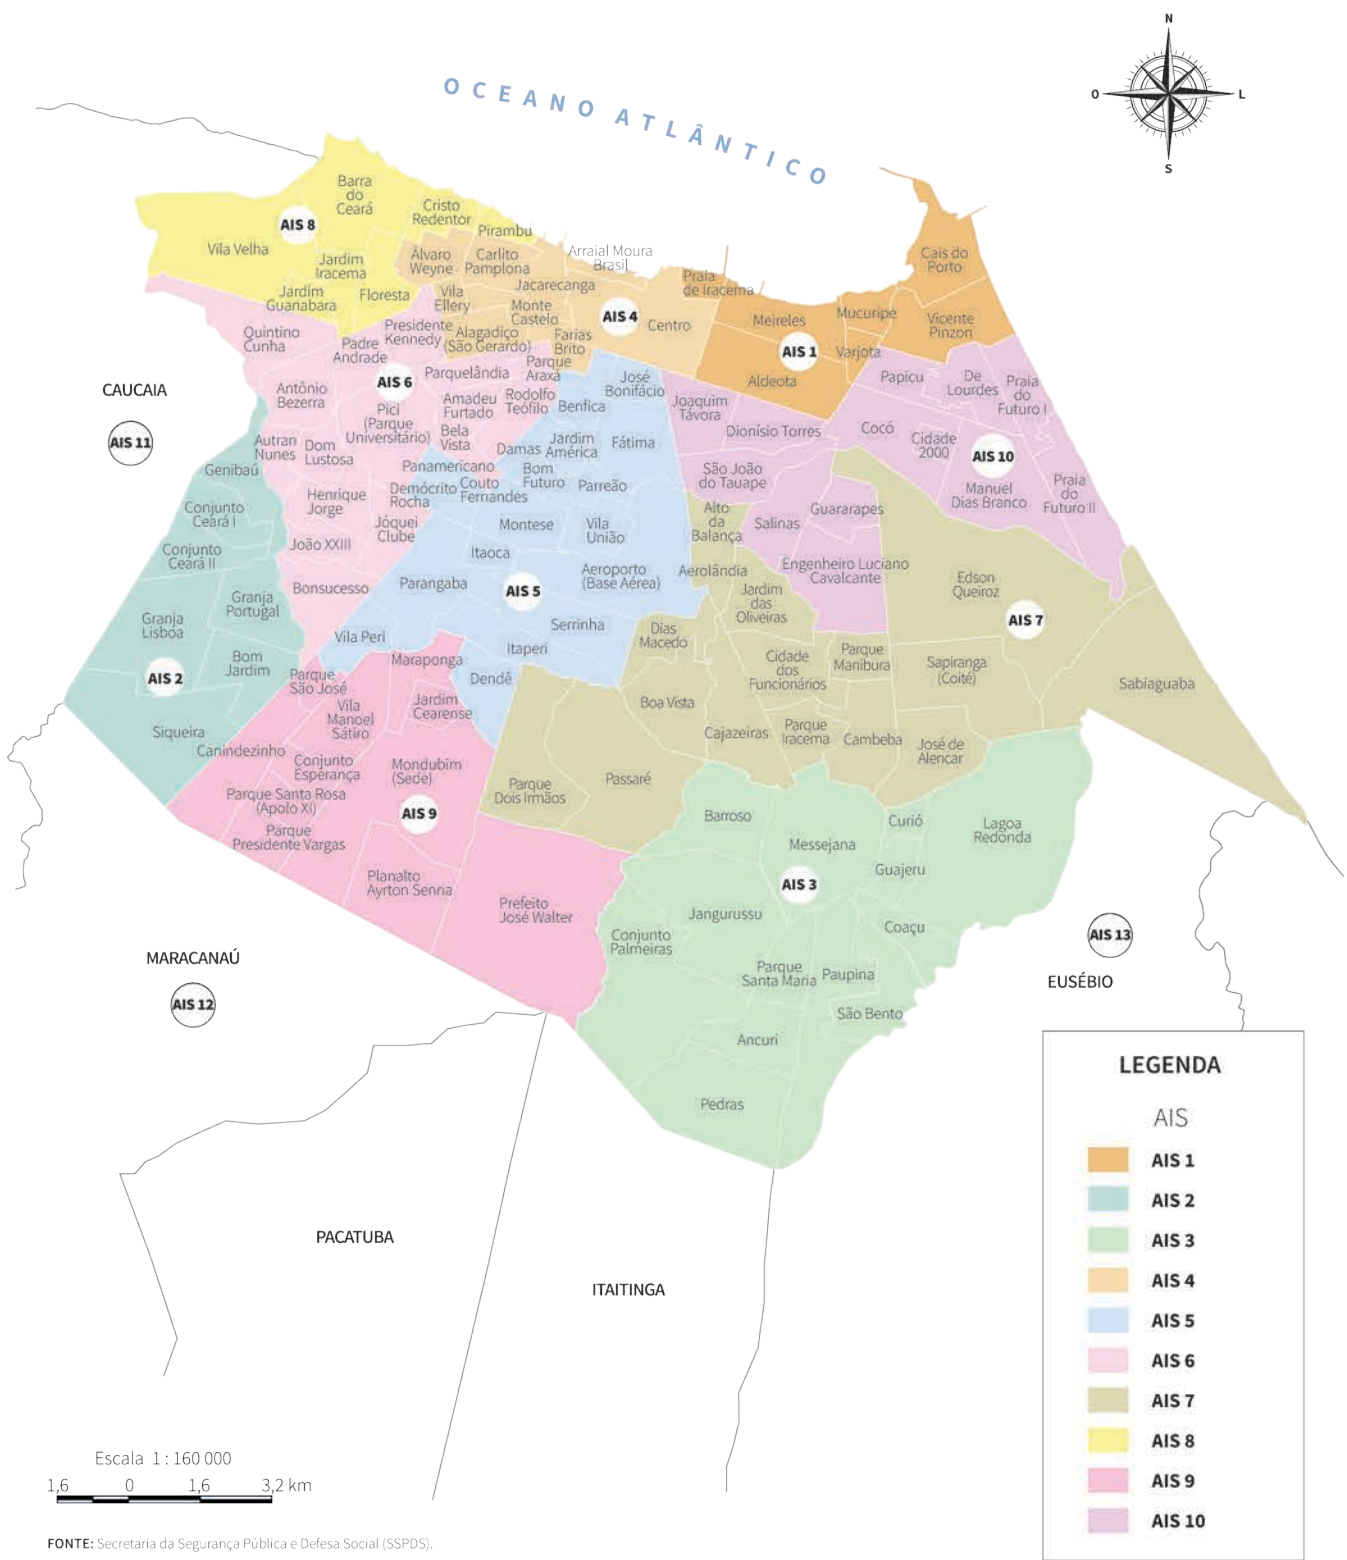 N
O
L
S
OCEANO ATLÂNTICO
Barra
do
Ceará
Cristo
Redentor
Pirambu
AIS 8
Vila Velha
Jardim
Iracema
Jardim
Guanabara
Floresta
Álvaro
Weyne
Carlito
Pamplona
Arraial Moura
Brasil
Jacarecanga
Vila
Ellery
Monte
Castelo
AIS 4
Centro
Alagadiço
(São Gerardo)
Farias
Brito
Praia
de Iracema
Cais do
Porto
Meireles
Mucuripe
Vicente
Pinzon
AIS 1
Varjota
Aldeota
Quintino
Cunha
Presidente
Kennedy
Padre
Andrade
AIS 6
Parquelândia
Parque
Araxá
Antônio
Bezerra
Pici
(Parque
Universitário)
Amadeu
Furtado
Rodolfo
Teófilo
Bela
Vista
Autran
Nunes
Dom
Lustosa
Panamericano
Couto
Fernandes
Demócrito
Rocha
Henrique
Jorge
Jóquei
Clube
João XXIII
Bonsucesso
José
Bonifácio
Benfica
Damas
Jardim
América
Fátima
Bom
Futuro
Parreão
Montese
Vila
União
Itaoca
Parangaba
AIS 5
Aeroporto
(Base Aérea)
Serrinha
Vila Peri
Itaperi
Dendê
Joaquim
Távora
Dionísio Torres
São João
do Tauape
Papicu
De
Lourdes
Praia
do
Futuro I
Cocó
Cidade
2000
AIS 10
Manuel
Dias Branco
Praia
do
Futuro II
Salinas
Guararapes
Engenheiro Luciano
Cavalcante
Alto
da
Balança
Aerolândia
Jardim
das
Oliveiras
Edson
Queiroz
AIS 7
Dias
Macedo
Cidade
dos
Funcionários
Parque
Manibura
Sapiranga
(Coité)
Sabiaguaba
Boa Vista
Cajazeiras
Parque
Iracema
Cambeba
José de
Alencar
Parque
Dois Irmãos
Passaré
CAUCAIA
AIS 11
Genibaú
Conjunto
Ceará I
Conjunto
Ceará II
Granja
Portugal
Granja
Lisboa
Bom
Jardim
AIS 2
Siqueira
Maraponga
Parque
São José
Vila
Manoel
Sátiro
Jardim
Cearense
Canindezinho
Conjunto
Esperança
Mondubim
(Sede)
Parque Santa Rosa
(Apolo XI)
AIS 9
Parque
Presidente Vargas
Planalto
Ayrton Senna
Prefeito
José Walter
Barroso
Messejana
Curió
Lagoa
Redonda
Guajeru
AIS 3
Jangurussu
Conjunto
Palmeiras
Coaçu
Parque
Santa Maria
Paupina
São Bento
Ancuri
Pedras
MARACANAÚ
AIS 12
AIS 13
EUSÉBIO
PACATUBA
ITAITINGA
LEGENDA
AIS
AIS 1
AIS 2
AIS 3
AIS 4
AIS 5
AIS 6
AIS 7
AIS 8
AIS 9
AIS 10
Escala 1 : 160 000
1,6 0 1,6 3,2 km
FONTE: Secretaria da Segurança Pública e Defesa Social (SSPDS).